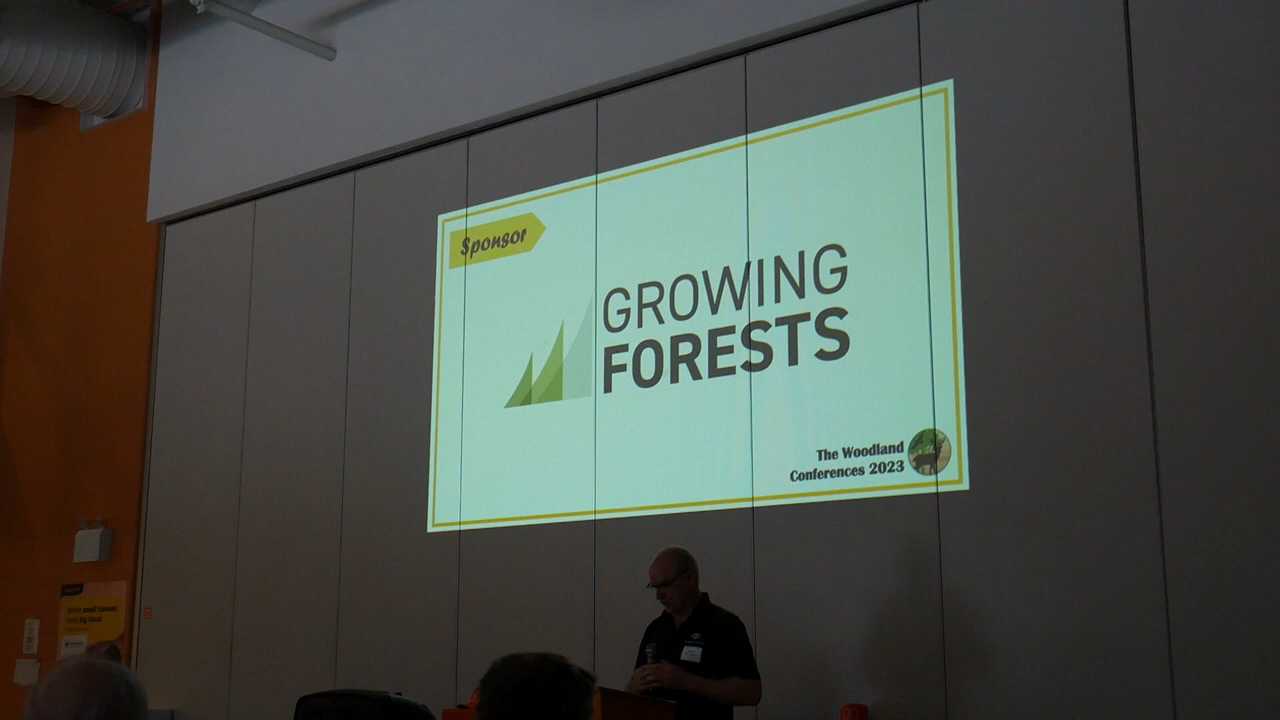 Sponsor
GROWING
FORESTS
The Woodland
Conferences 2023